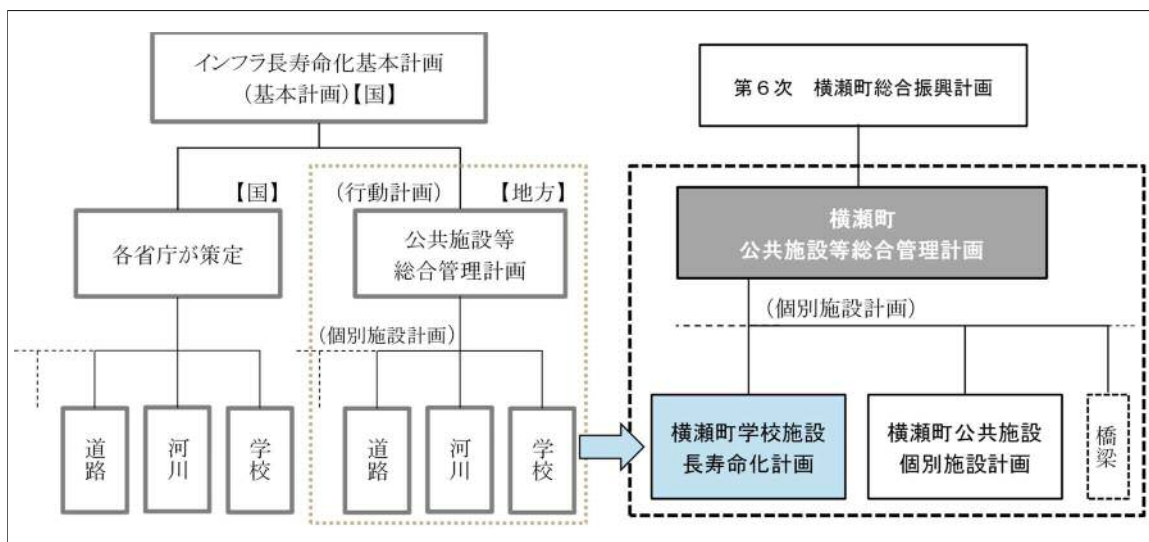 インフラ長寿命化基本計画
(基本計画)【国】
第6次　横瀬町総合振興計画
【国】
(行動計画)
【地方】
各省庁が策定
公共施設等
総合管理計画
横瀬町
公共施設等総合管理計画
(個別施設計画)
(個別施設計画)
道路
河川
学校
道路
河川
学校
横瀬町学校施設
長寿命化計画
横瀬町公共施設
個別施設計画
橋梁